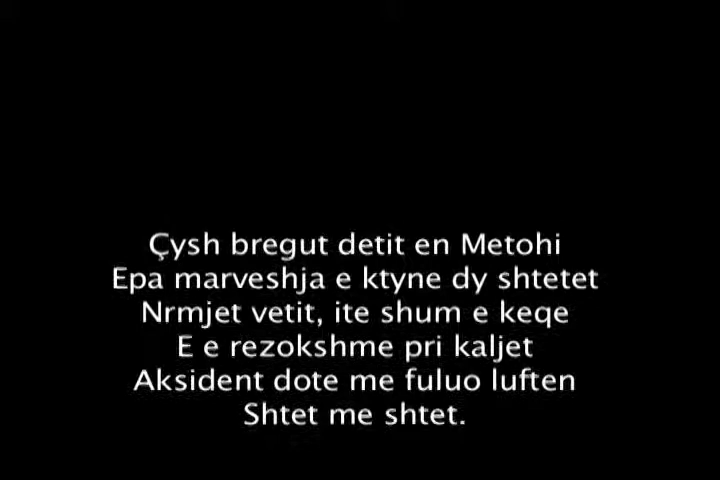 Çysh bregut detit en Metohi
Epa marveshja e ktyne dy shtetet
Nrmjet vetit, ite shum e keqe
E e rezokshme pri kaljet
Aksident dote me fuluo luften
Shtet me shtet.